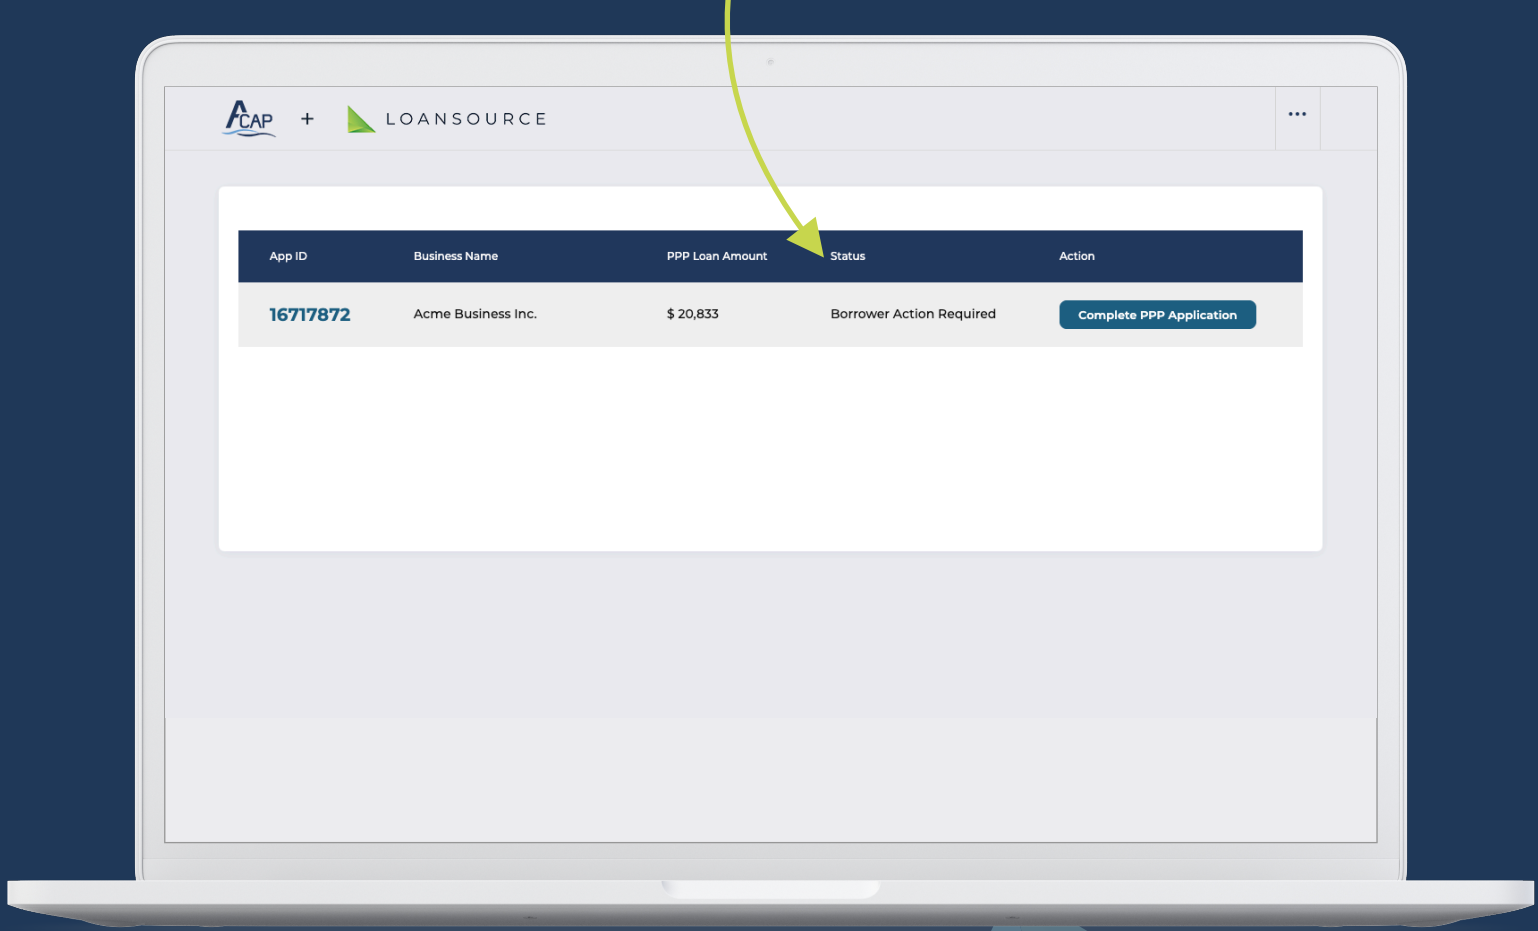 ACAP + LOANSOURCE
...
App ID Business Name PPP Loan Amount Status Action
16717872 Acme Business Inc. $ 20,833 Borrower Action Required Complete PPP Application